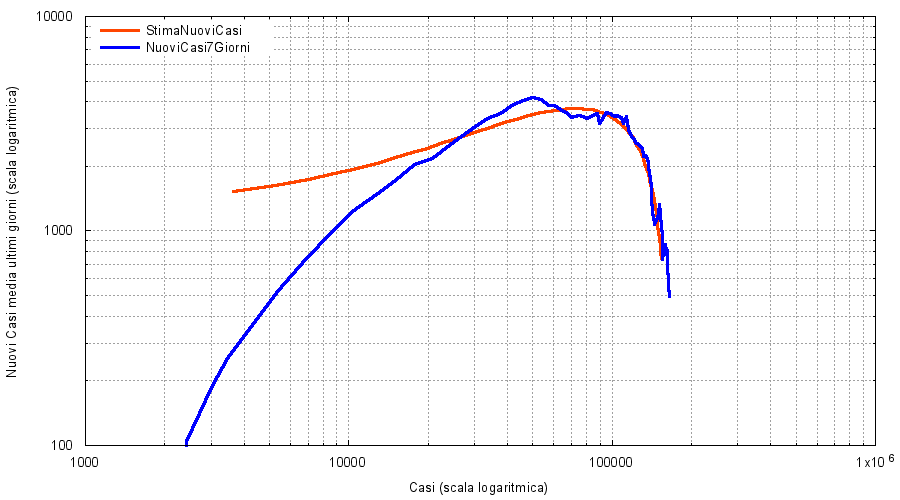 10000
StimaNuoviCasi
NuoviCasi7Giorni
Nuovi Casi media ultimi giorni (scala logaritmica)
1000
100
1000
10000
100000
1x10 6
Casi (scala logaritmica)